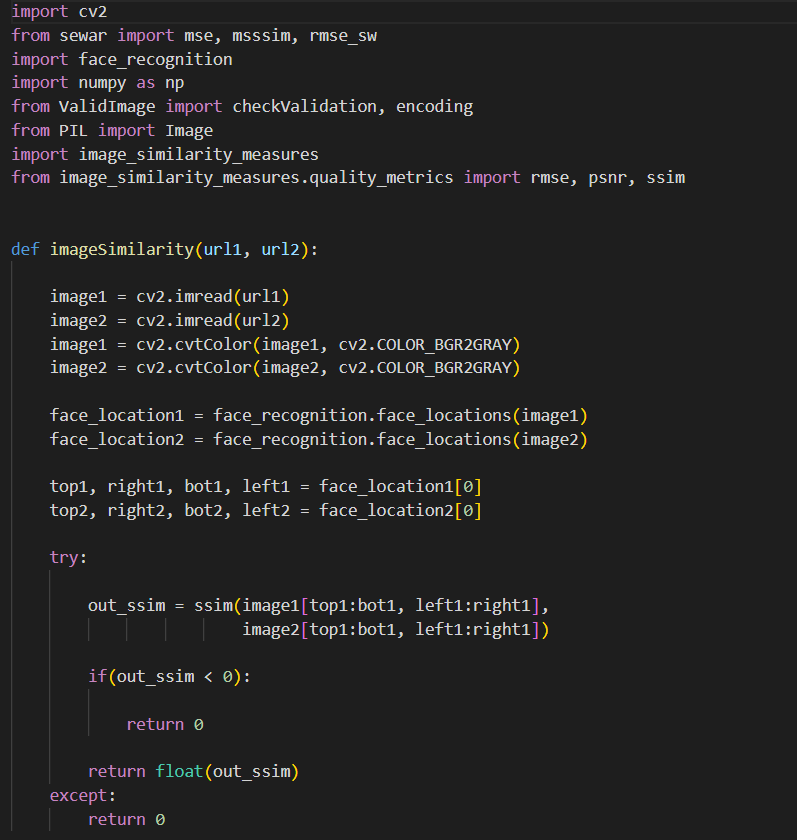 import cv2
from sewar import mse, msssim, rmse_sw
import face_recognition
import numpy as np
from ValidImage import checkValidation, encoding
from PIL import Image
import image_similarity_measures
from image_similarity_measures.quality_metrics import rmse, psnr, ssim
def imageSimilarity(url1, url2):
image1 = cv2.imread(url1)
image2 = cv2.imread(url2)
image1 = cv2.cvtColor(image1, cv2.COLOR_BGR2GRAY)
image2 = cv2.cvtColor(image2, cv2.COLOR_BGR2GRAY)
face_location1 = face_recognition.face_locations(image1)
face_location2 = face_recognition.face_locations(image2)
top1, right1, bot1, left1 = face_location1[0]
top2, right2, bot2, left2 = face_location2[0]
try:
out_ssim = ssim(image1[top1:bot1, left1:right1],
image2[top1:bot1, left1:right1])
if(out_ssim < 0):
return 0
return float(out_ssim)
except:
return 0